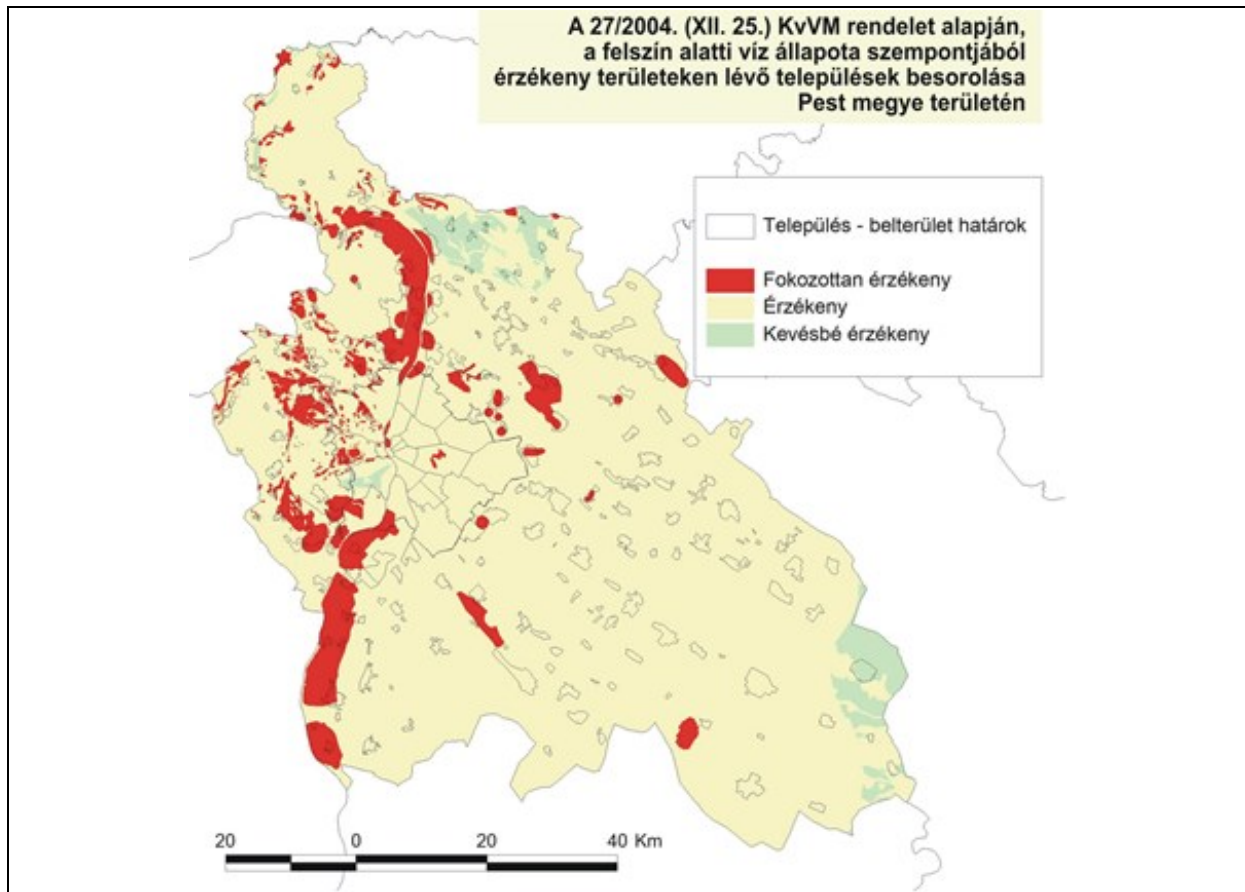 A 27/2004. (XII. 25.) KvVM rendelet alapján,
a felszín alatti víz állapota szempontjából
érzékeny területeken lévő települések besorolása
Pest megye területén
Település - belterület határok
Fokozottan érzékeny
Érzékeny
Kevésbé érzékeny
20 0 20 40 Km